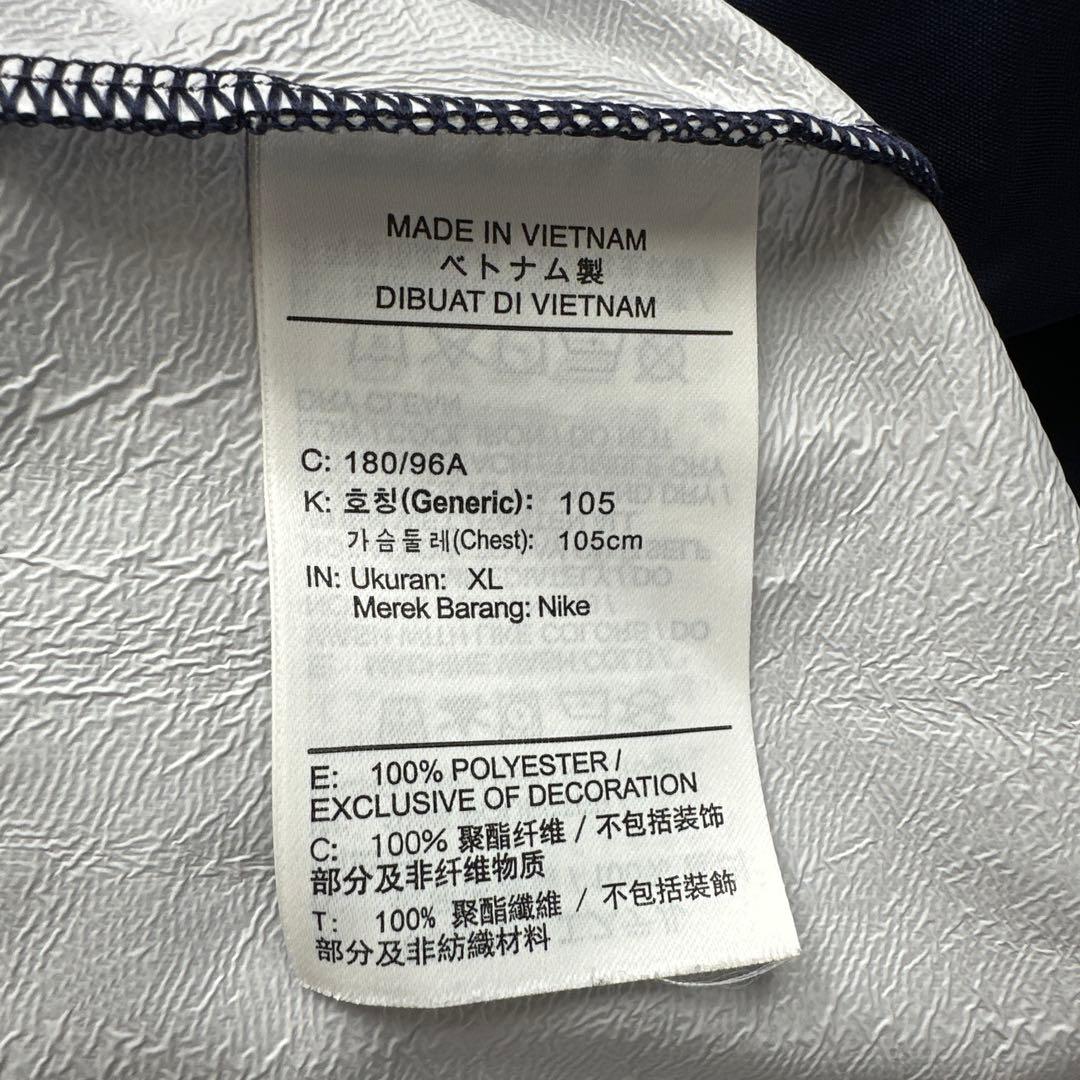 MADE IN VIETNAM
ベトナム製
DIBUAT DI VIETNAM
C: 180/96A
K: 호칭(Generic): 105
가슴둘레(Chest): 105cm
IN: Ukuran: XL
Merek Barang: Nike
E: 100% POLYESTER /
EXCLUSIVE OF DECORATION
C: 100% 聚酯纤维 / 不包括装饰
部分及非纤维物质
T: 100% 聚酯纖維 / 不包括裝飾
部分及非紡織材料